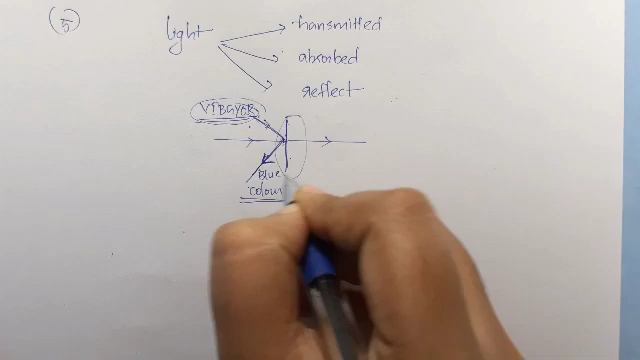 (5)
light
transmitted
absorbed
reflect
VIBGYOR
Blue
colour